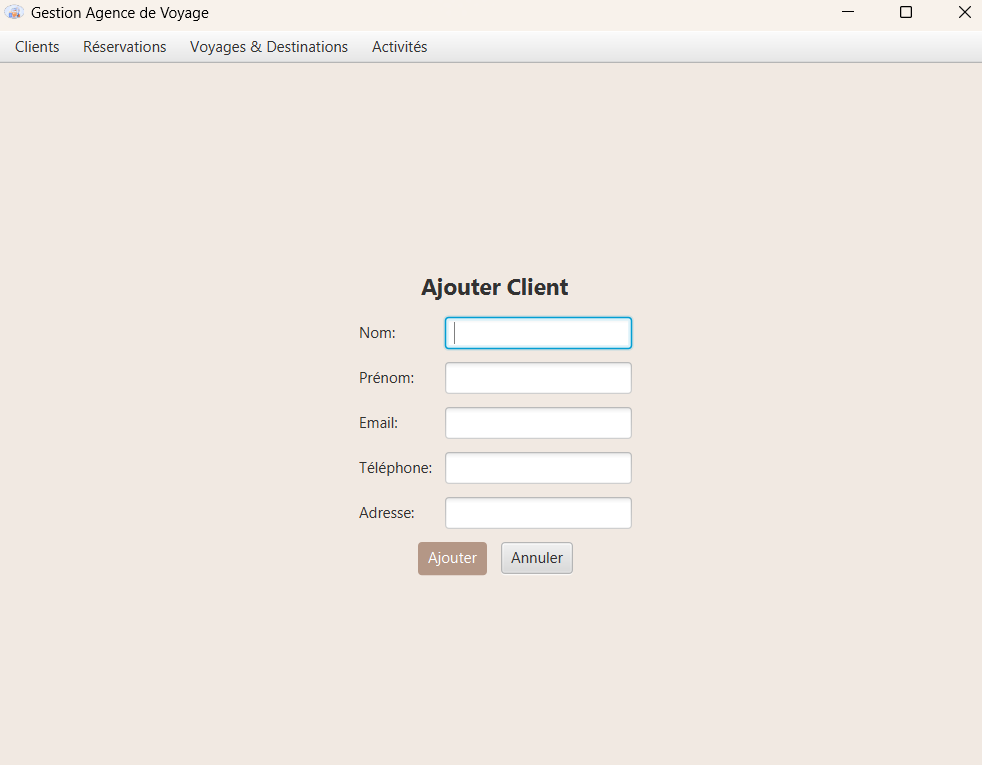 Gestion Agence de Voyage
Clients Réservations Voyages & Destinations Activités
Ajouter Client
Nom:
Prénom:
Email:
Téléphone:
Adresse:
Ajouter Annuler